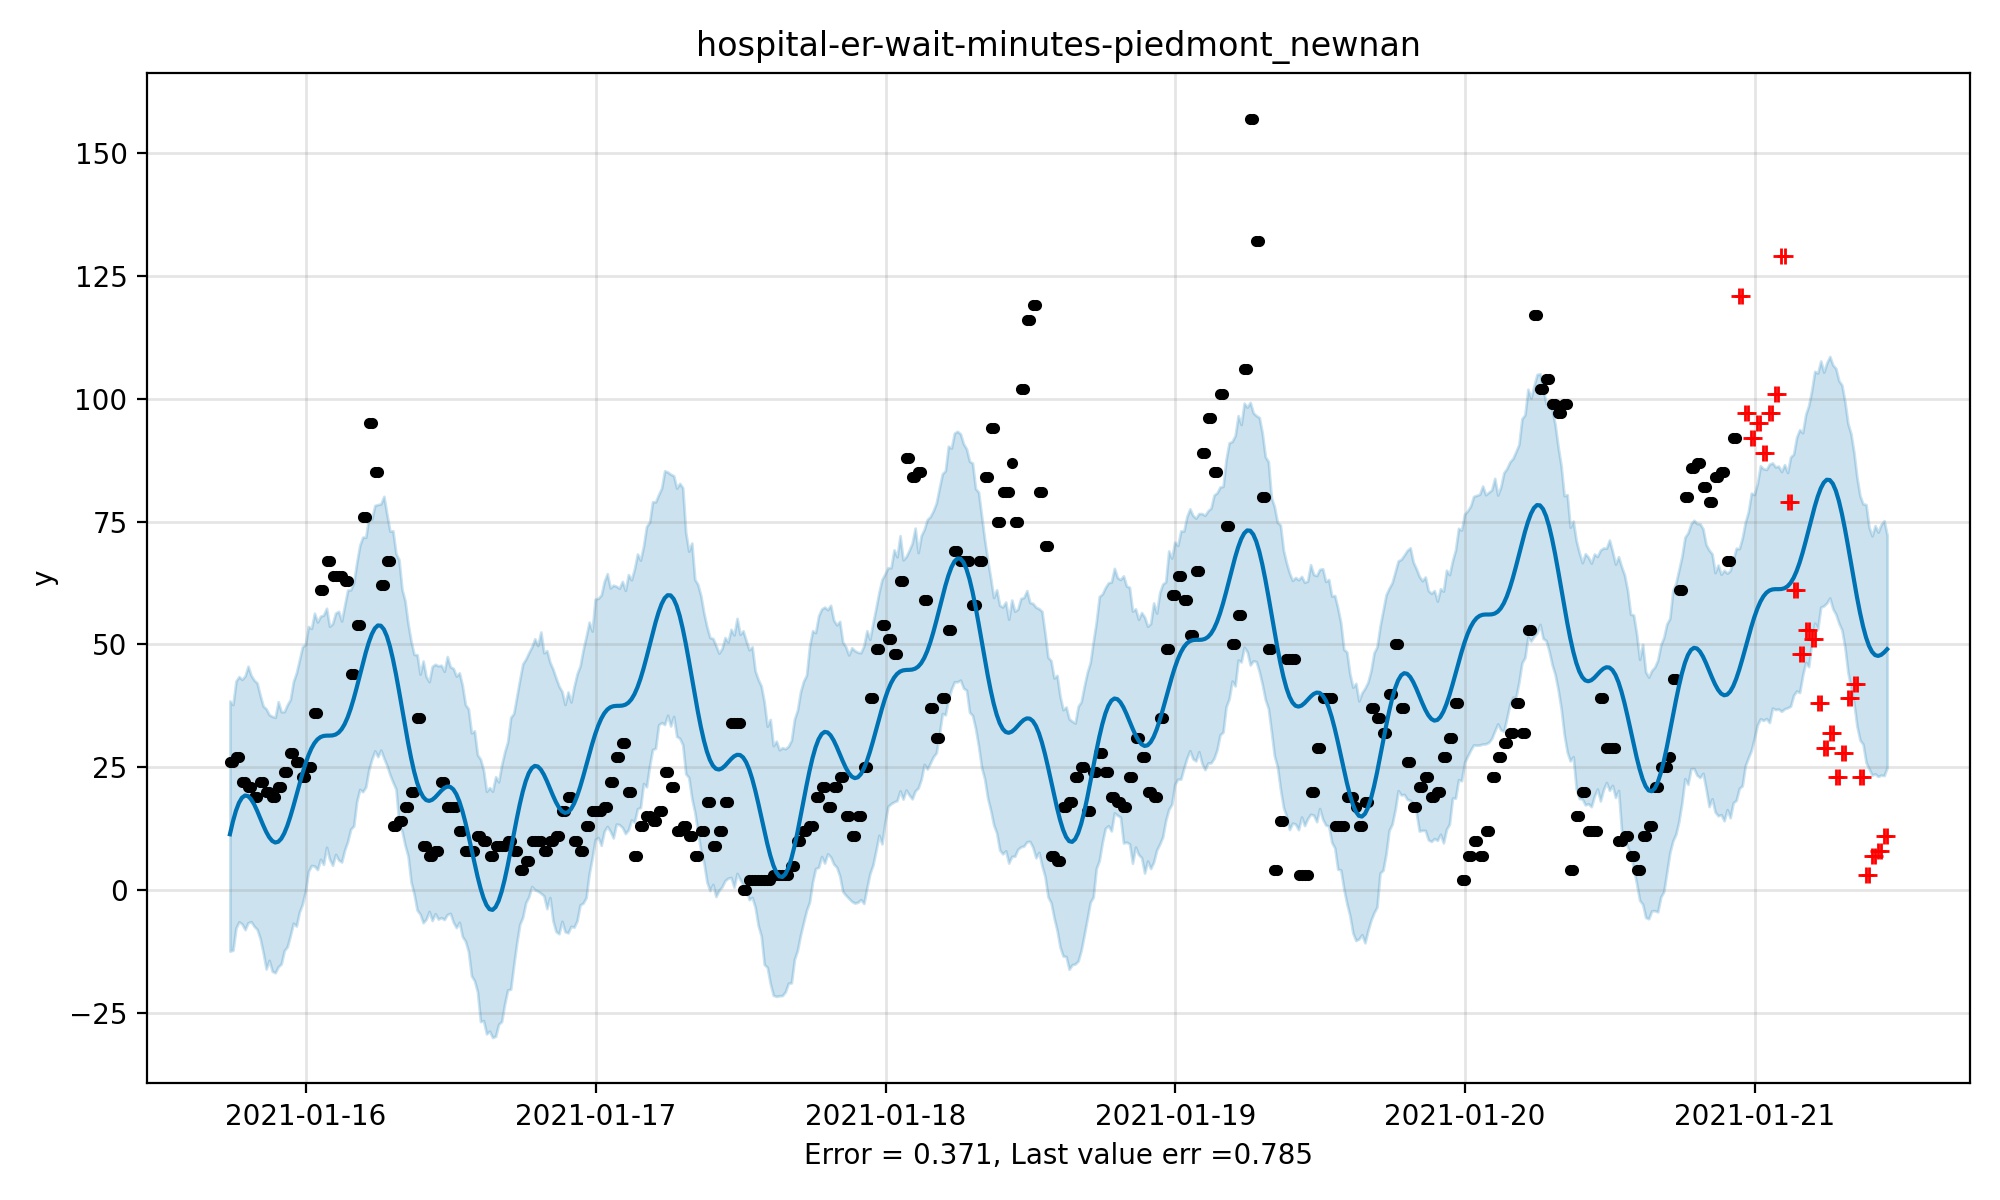 hospital-er-wait-minutes-piedmont_newnan
150
125
100
75
50
25
0
−25
y
2021-01-16 2021-01-17 2021-01-18 2021-01-19 2021-01-20 2021-01-21
Error = 0.371, Last value err =0.785